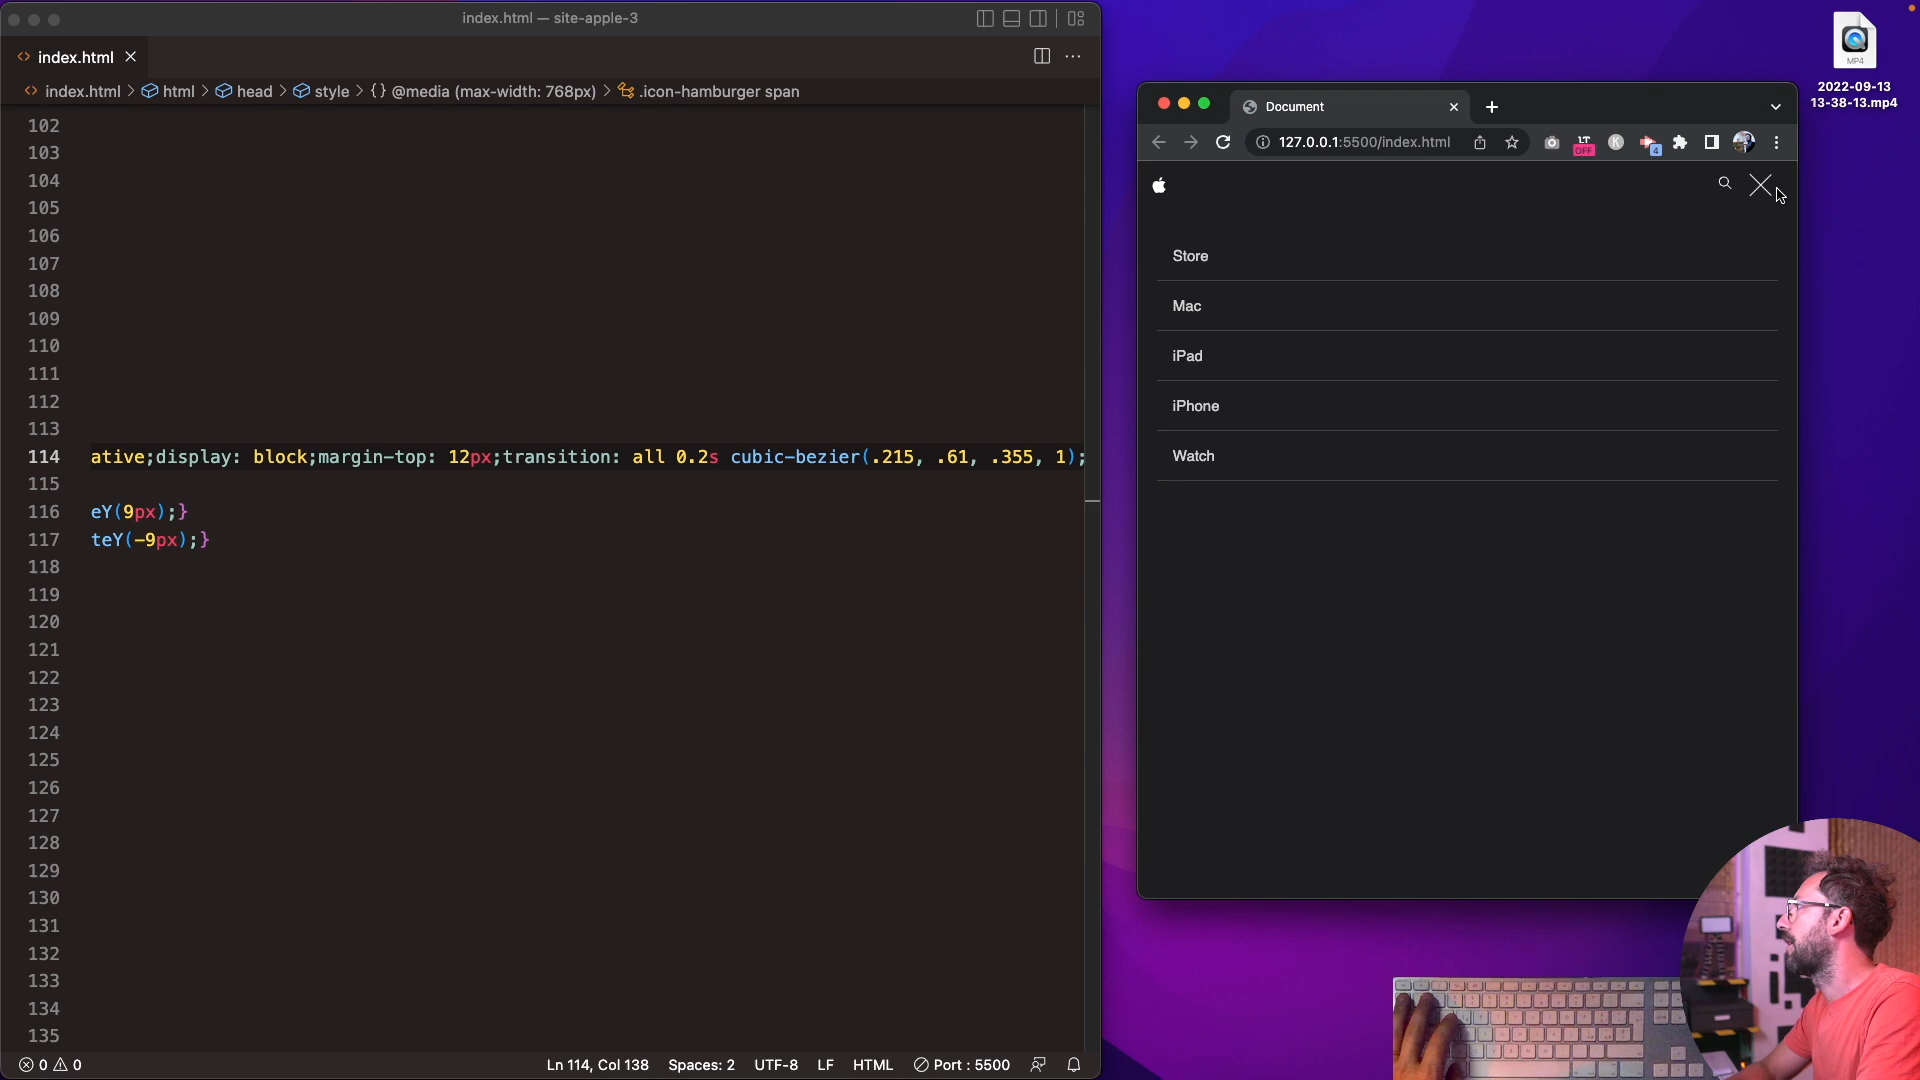 index.html — site-apple-3
index.html
index.html > html > head > style > {} @media (max-width: 768px) > .icon-hamburger span
102
103
104
105
106
107
108
109
110
111
112
113
114 ative;display: block;margin-top: 12px;transition: all 0.2s cubic-bezier(.215, .61, .355, 1);
115
116 eY(9px);}
117 teY(-9px);}
118
119
120
121
122
123
124
125
126
127
128
129
130
131
132
133
134
135
0 0 Ln 114, Col 138 Spaces: 2 UTF-8 LF HTML Port : 5500
Document
127.0.0.1:5500/index.html
LT
OFF
K
4
Store
Mac
iPad
iPhone
Watch
MP4
2022-09-13
13-38-13.mp4